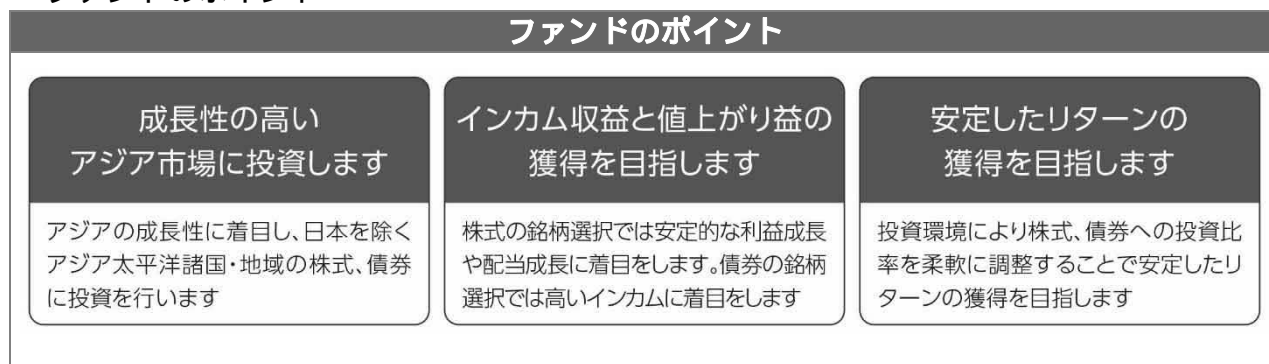 ファンドのポイント
成長性の高い
アジア市場に投資します
アジアの成長性に着目し、日本を除く
アジア太平洋諸国・地域の株式、債券
に投資を行います
インカム収益と値上がり益の
獲得を目指します
株式の銘柄選択では安定的な利益成長
や配当成長に着目をします。債券の銘柄
選択では高いインカムに着目をします
安定したリターンの
獲得を目指します
投資環境により株式、債券への投資比
率を柔軟に調整することで安定したリ
ターンの獲得を目指します